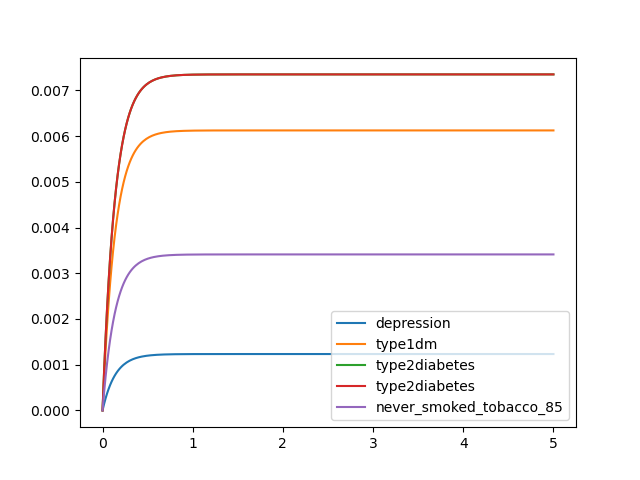 0.007
0.006
0.005
0.004
0.003
0.002
0.001
0.000
depression
type1dm
type2diabetes
type2diabetes
never_smoked_tobacco_85
0 1 2 3 4 5